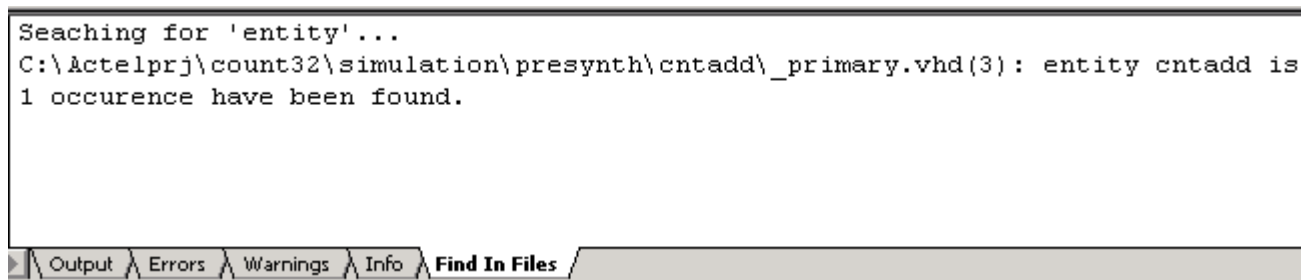 Seaching for 'entity'...
C:\Actelprj\count32\simulation\presynth\cntadd\_primary.vhd(3): entity cntadd is
1 occurence have been found.
Output Errors Warnings Info Find In Files